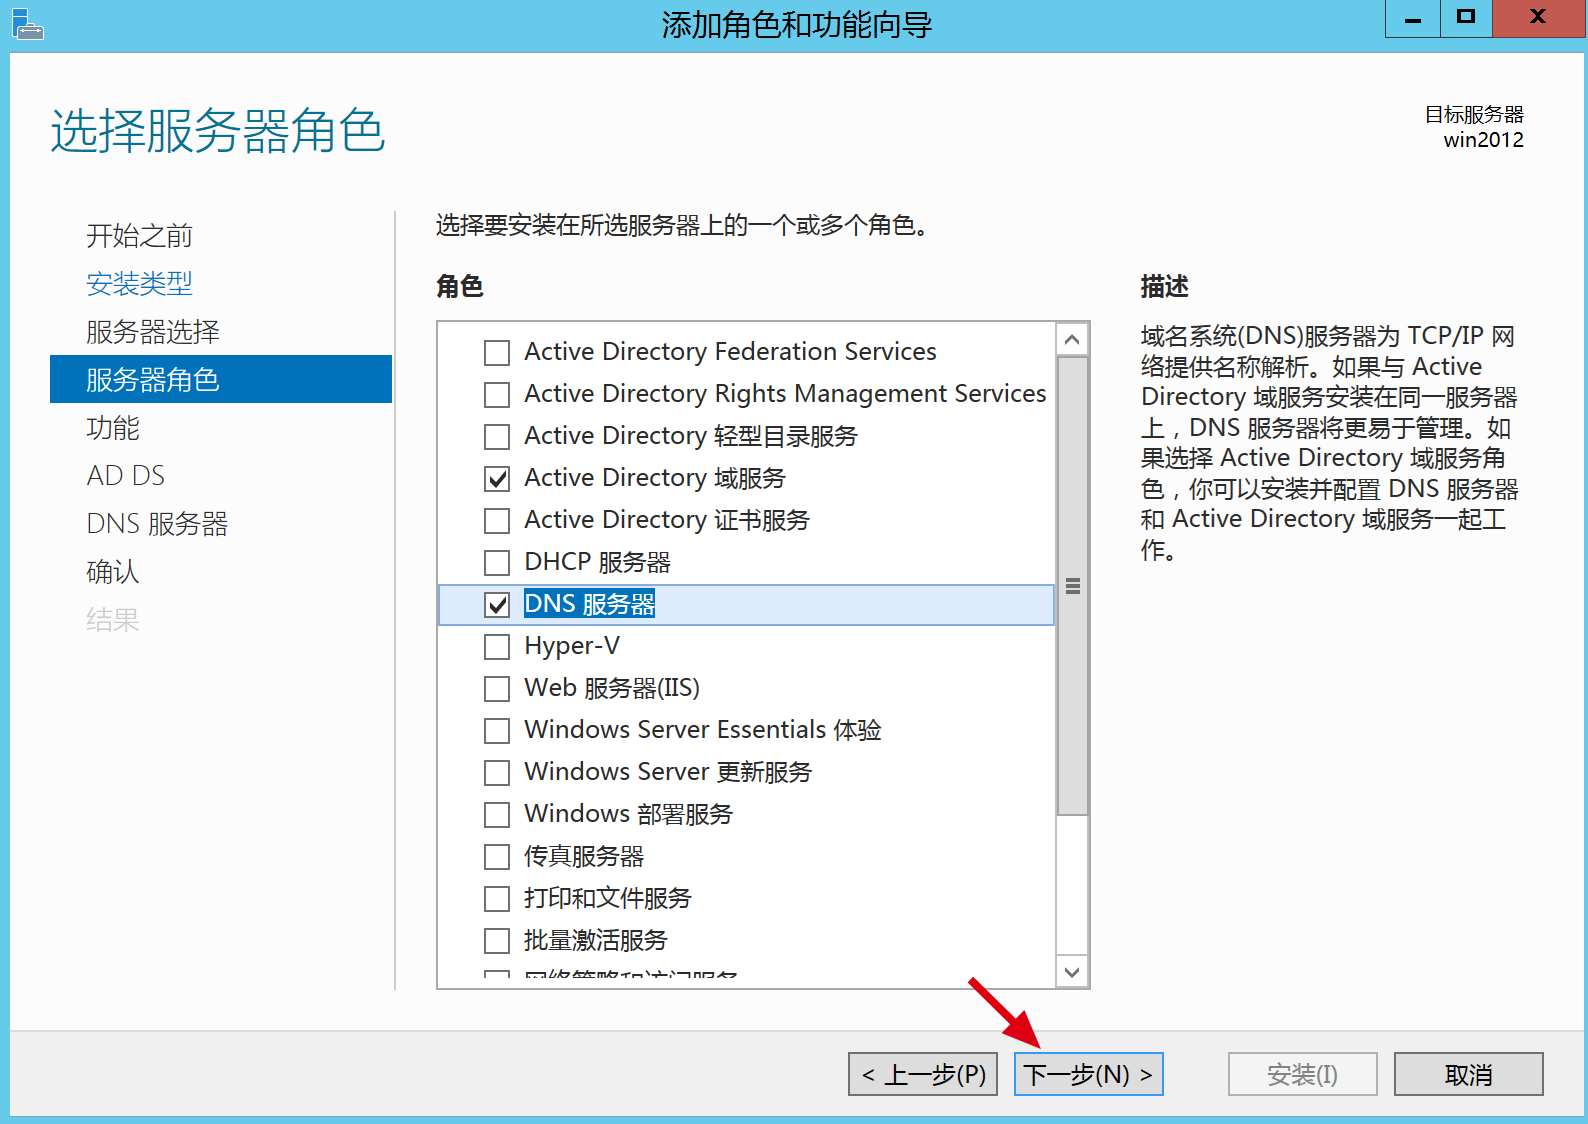 添加角色和功能向导
选择服务器角色
目标服务器
win2012
开始之前
安装类型
服务器选择
服务器角色
功能
AD DS
DNS 服务器
确认
结果
选择要安装在所选服务器上的一个或多个角色。
角色
Active Directory Federation Services
Active Directory Rights Management Services
Active Directory 轻型目录服务
Active Directory 域服务
Active Directory 证书服务
DHCP 服务器
DNS 服务器
Hyper-V
Web 服务器(IIS)
Windows Server Essentials 体验
Windows Server 更新服务
Windows 部署服务
传真服务器
打印和文件服务
批量激活服务
网络策略和访问服务
描述
域名系统(DNS)服务器为 TCP/IP 网
络提供名称解析。如果与 Active
Directory 域服务安装在同一服务器
上，DNS 服务器将更易于管理。如
果选择 Active Directory 域服务角
色，你可以安装并配置 DNS 服务器
和 Active Directory 域服务一起工
作。
< 上一步(P)
下一步(N) >
安装(I)
取消